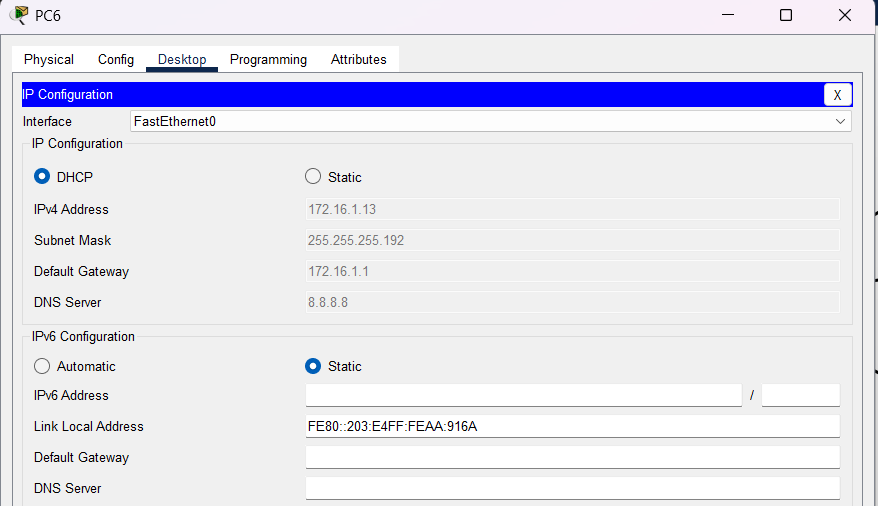 PC6
Physical Config Desktop Programming Attributes
IP Configuration X
Interface FastEthernet0
IP Configuration
DHCP Static
IPv4 Address 172.16.1.13
Subnet Mask 255.255.255.192
Default Gateway 172.16.1.1
DNS Server 8.8.8.8
IPv6 Configuration
Automatic Static
IPv6 Address /
Link Local Address FE80::203:E4FF:FEAA:916A
Default Gateway
DNS Server